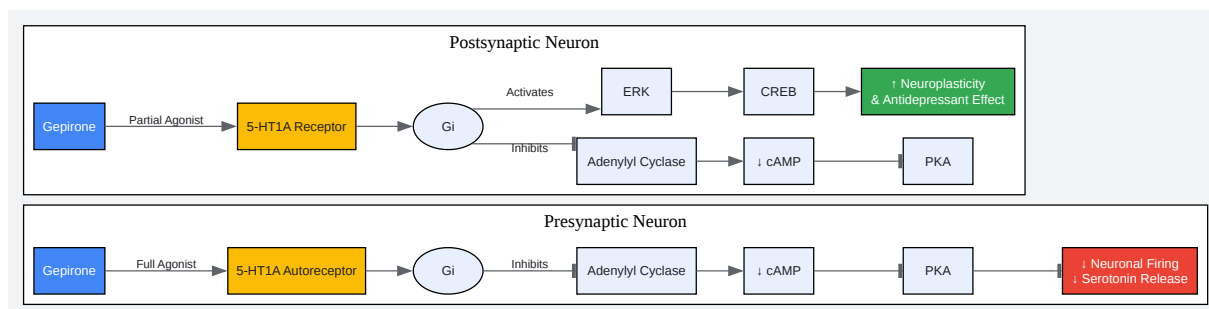 Postsynaptic Neuron
Gepirone
Partial Agonist
5-HT1A Receptor
Gi
Activates
ERK
CREB
↑ Neuroplasticity
& Antidepressant Effect
Inhibits
Adenylyl Cyclase
↓ cAMP
PKA
Presynaptic Neuron
Gepirone
Full Agonist
5-HT1A Autoreceptor
Gi
Inhibits
Adenylyl Cyclase
↓ cAMP
PKA
↓ Neuronal Firing
↓ Serotonin Release